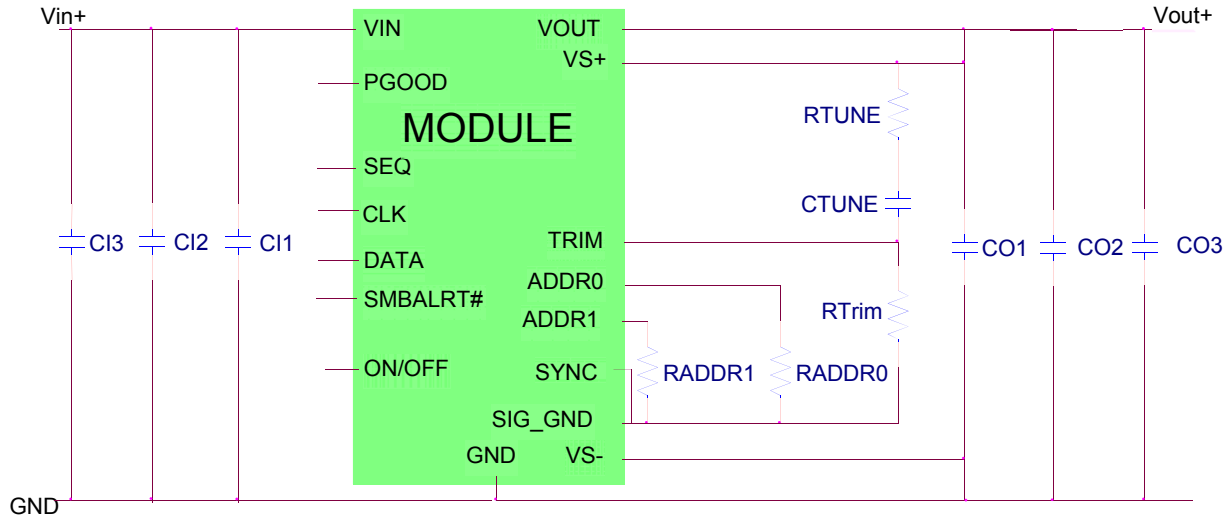 Vin+
Vout+
VIN
VOUT
VS+
PGOOD
RTUNE
MODULE
SEQ
CTUNE
CLK
TRIM
CI3
CI2
CI1
CO1
CO2
CO3
DATA
ADDR0
SMBALRT#
RTrim
ADDR1
ON/OFF
SYNC
RADDR1
RADDR0
SIG_GND
GND
VS-
GND